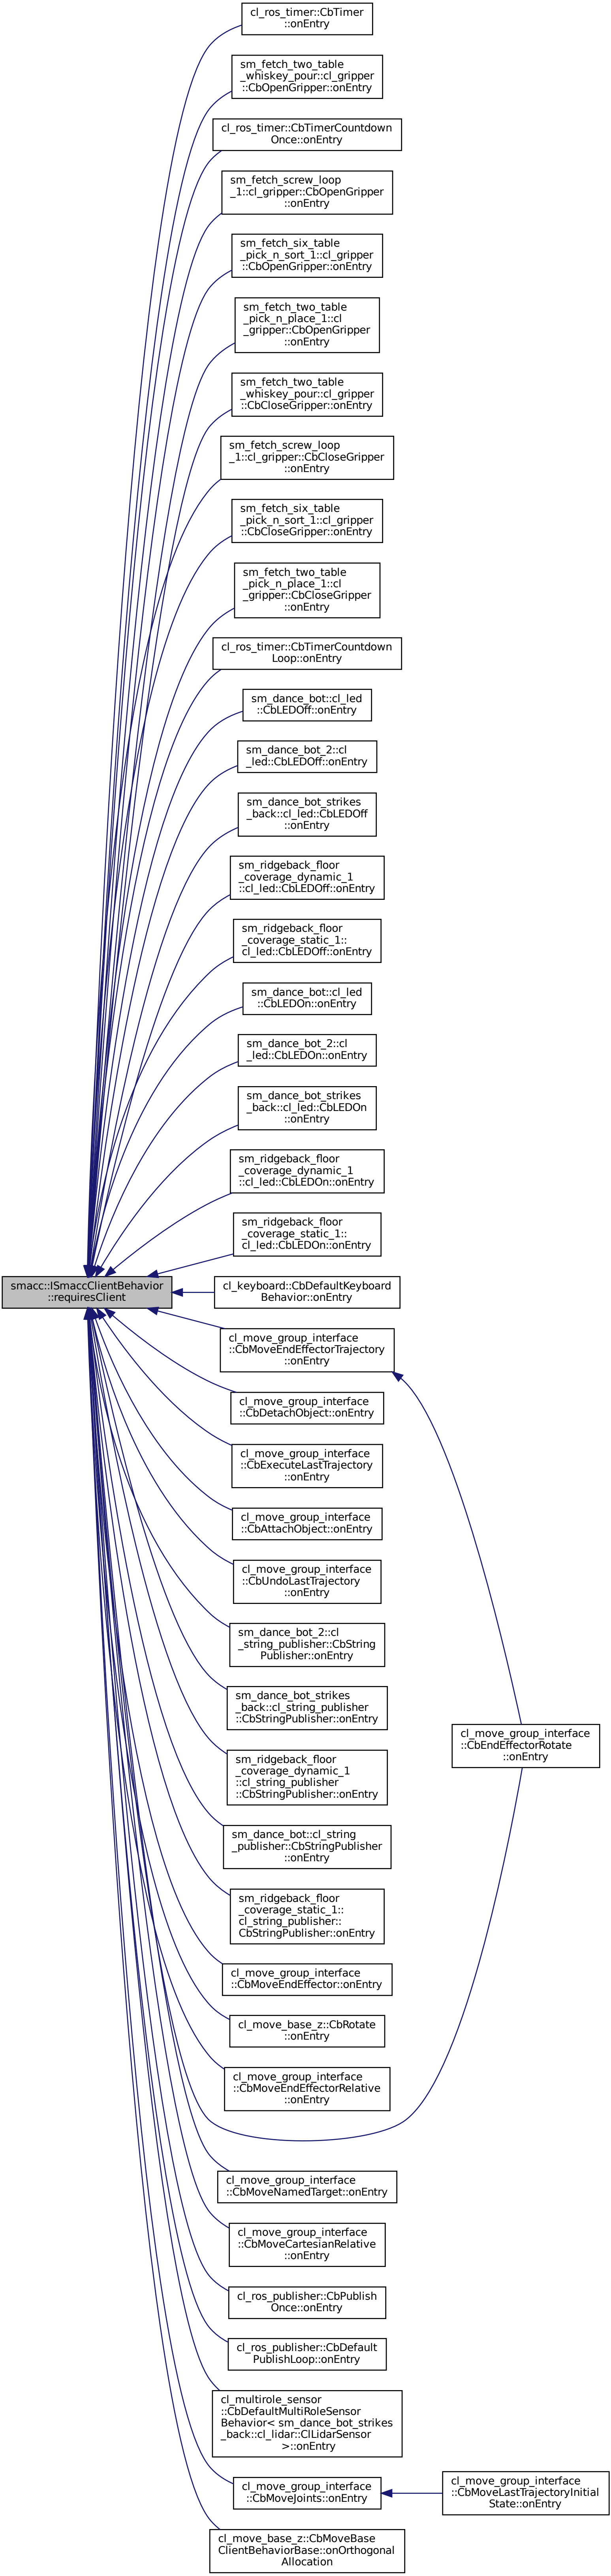 cl_ros_timer::CbTimer
::onEntry
sm_fetch_two_table
_whiskey_pour::cl_gripper
::CbOpenGripper::onEntry
cl_ros_timer::CbTimerCountdown
Once::onEntry
sm_fetch_screw_loop
_1::cl_gripper::CbOpenGripper
::onEntry
sm_fetch_six_table
_pick_n_sort_1::cl_gripper
::CbOpenGripper::onEntry
sm_fetch_two_table
_pick_n_place_1::cl
_gripper::CbOpenGripper
::onEntry
sm_fetch_two_table
_whiskey_pour::cl_gripper
::CbCloseGripper::onEntry
sm_fetch_screw_loop
_1::cl_gripper::CbCloseGripper
::onEntry
sm_fetch_six_table
_pick_n_sort_1::cl_gripper
::CbCloseGripper::onEntry
sm_fetch_two_table
_pick_n_place_1::cl
_gripper::CbCloseGripper
::onEntry
cl_ros_timer::CbTimerCountdown
Loop::onEntry
sm_dance_bot::cl_led
::CbLEDOff::onEntry
sm_dance_bot_2::cl
_led::CbLEDOff::onEntry
sm_dance_bot_strikes
_back::cl_led::CbLEDOff
::onEntry
sm_ridgeback_floor
_coverage_dynamic_1
::cl_led::CbLEDOff::onEntry
sm_ridgeback_floor
_coverage_static_1::
cl_led::CbLEDOff::onEntry
sm_dance_bot::cl_led
::CbLEDOn::onEntry
sm_dance_bot_2::cl
_led::CbLEDOn::onEntry
sm_dance_bot_strikes
_back::cl_led::CbLEDOn
::onEntry
sm_ridgeback_floor
_coverage_dynamic_1
::cl_led::CbLEDOn::onEntry
sm_ridgeback_floor
_coverage_static_1::
cl_led::CbLEDOn::onEntry
smacc::ISmaccClientBehavior
::requiresClient
cl_keyboard::CbDefaultKeyboard
Behavior::onEntry
cl_move_group_interface
::CbMoveEndEffectorTrajectory
::onEntry
cl_move_group_interface
::CbDetachObject::onEntry
cl_move_group_interface
::CbExecuteLastTrajectory
::onEntry
cl_move_group_interface
::CbAttachObject::onEntry
cl_move_group_interface
::CbUndoLastTrajectory
::onEntry
sm_dance_bot_2::cl
_string_publisher::CbString
Publisher::onEntry
sm_dance_bot_strikes
_back::cl_string_publisher
::CbStringPublisher::onEntry
cl_move_group_interface
::CbEndEffectorRotate
::onEntry
sm_ridgeback_floor
_coverage_dynamic_1
::cl_string_publisher
::CbStringPublisher::onEntry
sm_dance_bot::cl_string
_publisher::CbStringPublisher
::onEntry
sm_ridgeback_floor
_coverage_static_1::
cl_string_publisher::
CbStringPublisher::onEntry
cl_move_group_interface
::CbMoveEndEffector::onEntry
cl_move_base_z::CbRotate
::onEntry
cl_move_group_interface
::CbMoveEndEffectorRelative
::onEntry
cl_move_group_interface
::CbMoveNamedTarget::onEntry
cl_move_group_interface
::CbMoveCartesianRelative
::onEntry
cl_ros_publisher::CbPublish
Once::onEntry
cl_ros_publisher::CbDefault
PublishLoop::onEntry
cl_multirole_sensor
::CbDefaultMultiRoleSensor
Behavior< sm_dance_bot_strikes
_back::cl_lidar::ClLidarSensor
>::onEntry
cl_move_group_interface
::CbMoveJoints::onEntry
cl_move_group_interface
::CbMoveLastTrajectoryInitial
State::onEntry
cl_move_base_z::CbMoveBase
ClientBehaviorBase::onOrthogonal
Allocation